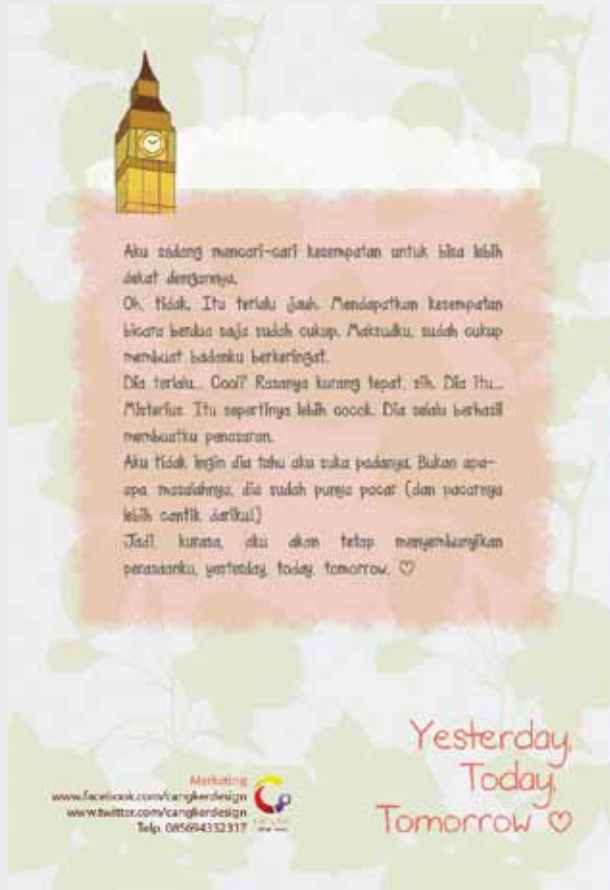 Aku sedang mencari-cari kesempatan untuk bisa lebih
dekat dengannya.
Oh, tidak. Itu terlalu jauh. Mendapatkan kesempatan
bicara berdua saja sudah cukup. Maksudku, sudah cukup
membuat badanku berkeringat.
Dia terlalu... Cool? Rasanya kurang tepat, sih. Dia itu...
Misterius. Itu sepertinya lebih cocok. Dia selalu berhasil
membuatku penasaran.
Aku tidak ingin dia tahu aku suka padanya. Bukan apa-
apa, masalahnya, dia sudah punya pacar (dan pacarnya
lebih cantik dariku!)
Jadi, kurasa, aku akan tetap menyembunyikan
perasaanku, yesterday, today, tomorrow. ♡
Yesterday,
Today,
Tomorrow ♡
Marketing
www.facebook.com/cangkerdesign
www.twitter.com/cangkerdesign
Telp. 085694332317